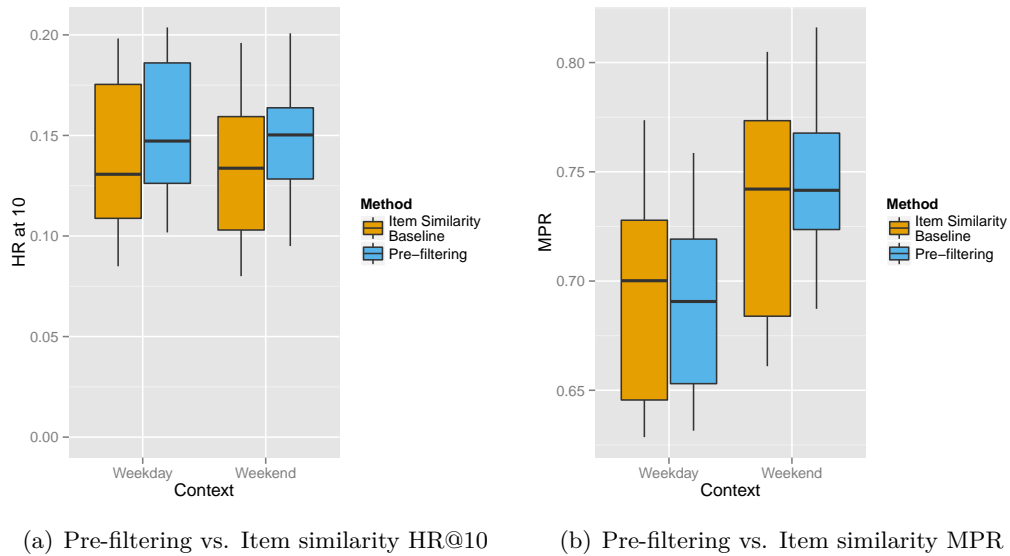 0.20
0.15
0.10
0.05
0.00
HR at 10
Weekday
Weekend
Context
Method
Item Similarity
Baseline
Pre−filtering
(a) Pre-filtering vs. Item similarity HR@10
0.80
0.75
0.70
0.65
MPR
Weekday
Weekend
Context
Method
Item Similarity
Baseline
Pre−filtering
(b) Pre-filtering vs. Item similarity MPR